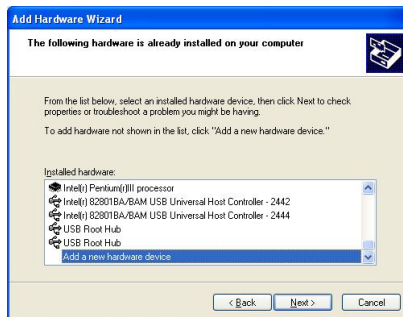 Add Hardware Wizard
The following hardware is already installed on your computer
From the list below, select an installed hardware device, then click Next to check
properties or troubleshoot a problem you might be having.
To add hardware not shown in the list, click "Add a new hardware device."
Installed hardware:
Intel(r) Pentium(r)III processor
Intel(r) 82801BA/BAM USB Universal Host Controller - 2442
Intel(r) 82801BA/BAM USB Universal Host Controller - 2444
USB Root Hub
USB Root Hub
Add a new hardware device
< Back Next > Cancel